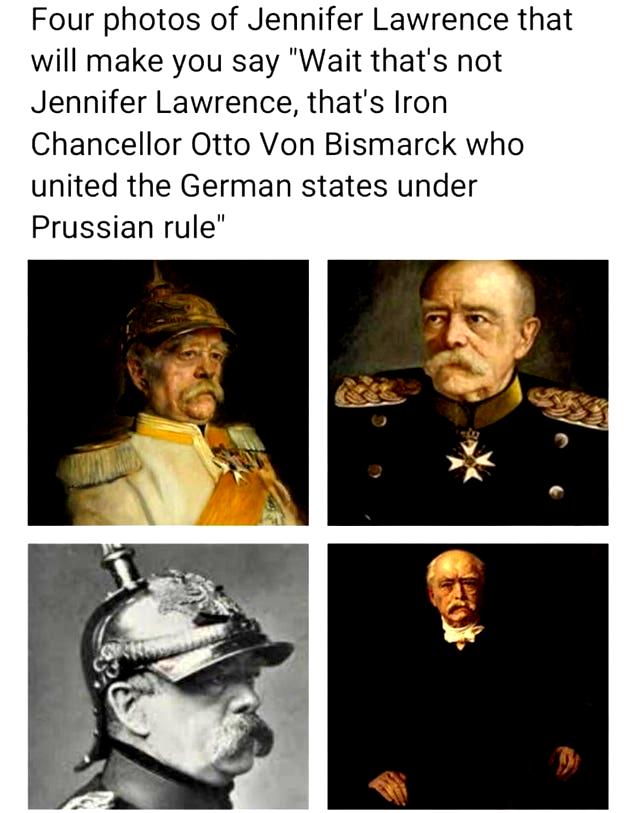 Four photos of Jennifer Lawrence that
will make you say "Wait that's not
Jennifer Lawrence, that's Iron
Chancellor Otto Von Bismarck who
united the German states under
Prussian rule"